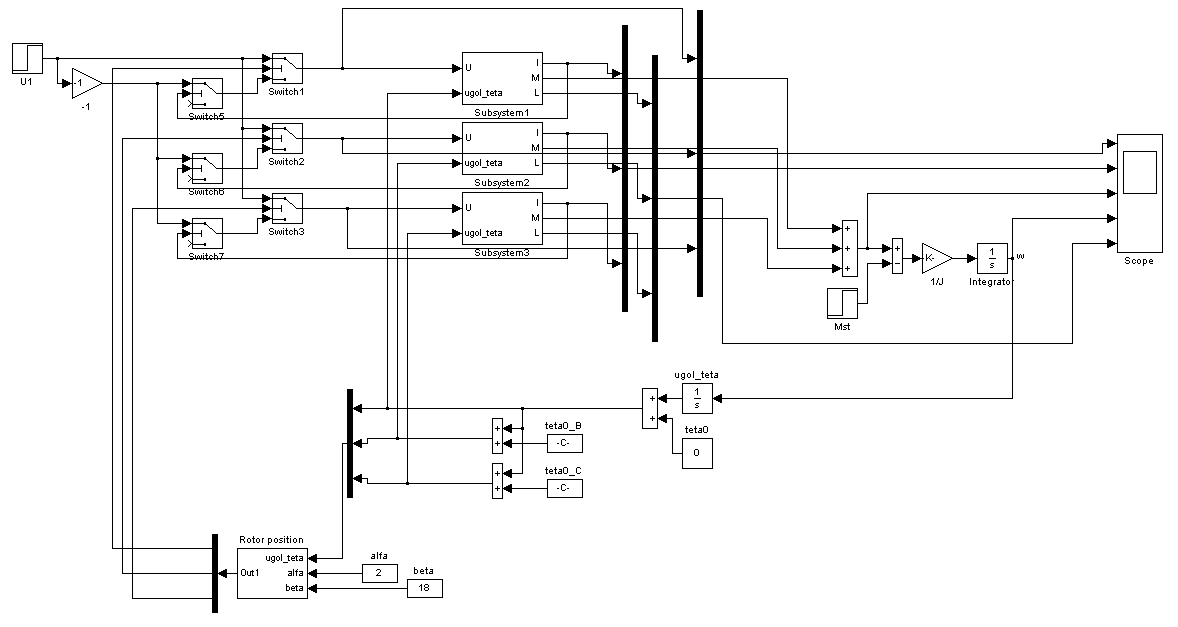 U1
-1
-1
Switch1
Switch5
Switch2
Switch6
Switch3
Switch7
U
ugol_teta
I
M
L
Subsystem1
U
ugol_teta
I
M
L
Subsystem2
U
ugol_teta
I
M
L
Subsystem3
+
+
+
+
-
K-
1/J
1
s
Integrator
w
Scope
Mst
ugol_teta
1
s
+
+
teta0
0
+
+
teta0_B
-C-
+
+
teta0_C
-C-
Rotor position
ugol_teta
Out1
alfa
beta
alfa
2
beta
18